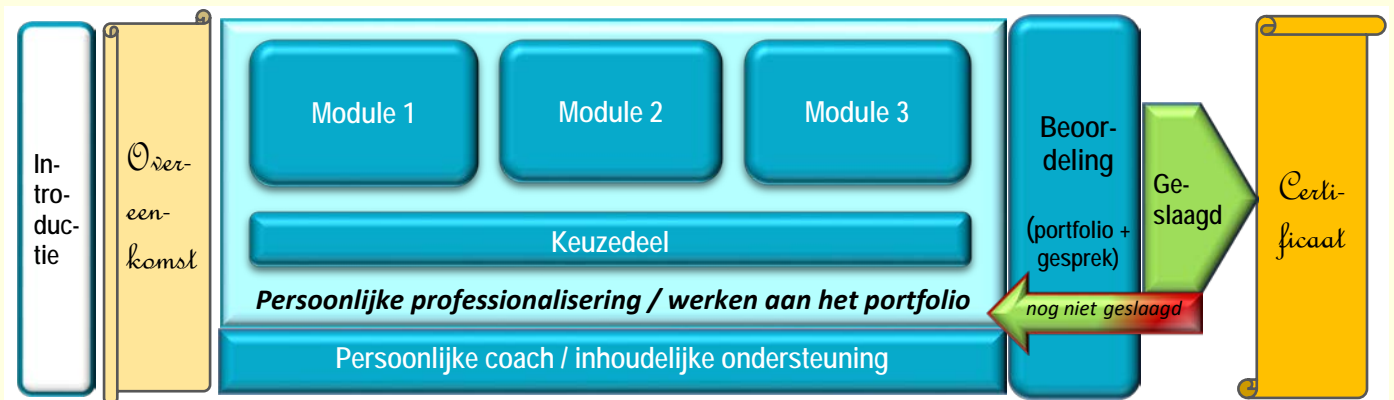 In-
tro-
duc-
tie
Over-
een-
komst
Module 1
Module 2
Module 3
Keuzedeel
Persoonlijke professionalisering / werken aan het portfolio
Persoonlijke coach / inhoudelijke ondersteuning
Beoor-
deling
(portfolio +
gesprek)
Ge-
slaagd
nog niet geslaagd
Certi-
ficaat